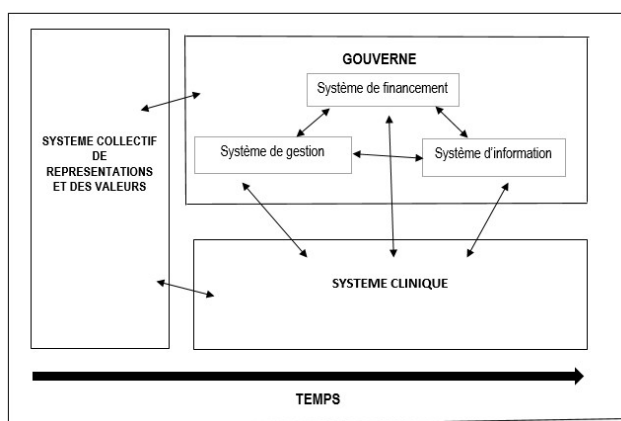 GOUVERNE
Système de financement
SYSTEME COLLECTIF
DE
REPRESENTATIONS
ET DES VALEURS
Système de gestion
Système d'information
SYSTEME CLINIQUE
TEMPS